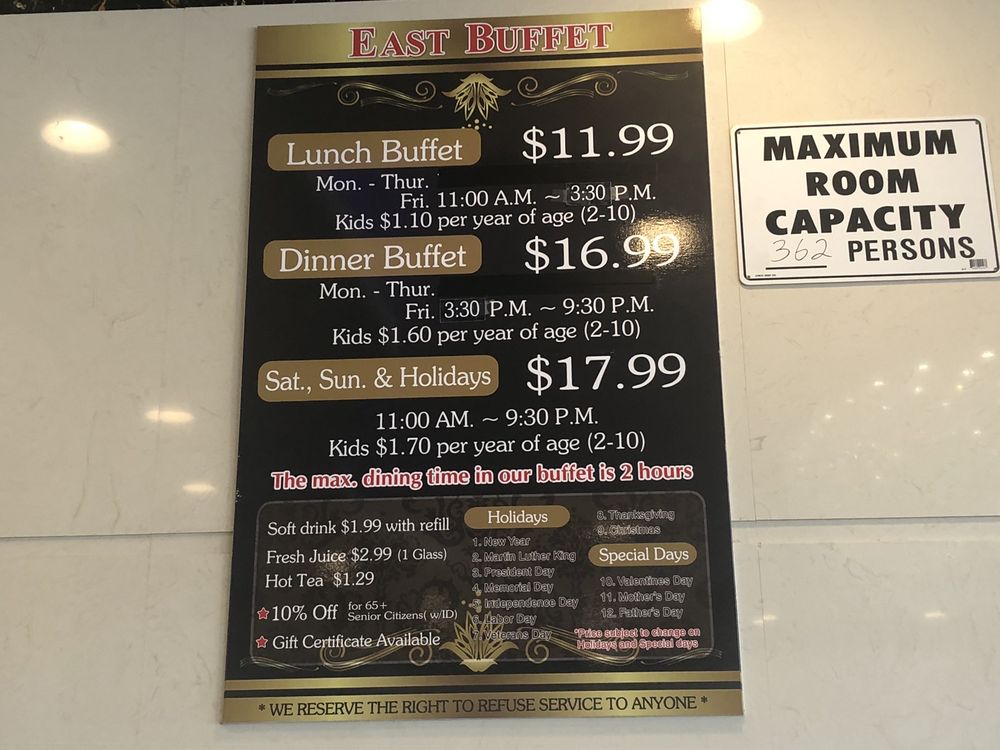 EAST BUFFET
Lunch Buffet $11.99
Mon. - Thur.
Fri. 11:00 A.M. ~ 3:30 P.M.
Kids $1.10 per year of age (2-10)
Dinner Buffet $16.99
Mon. - Thur.
Fri. 3:30 P.M. ~ 9:30 P.M.
Kids $1.60 per year of age (2-10)
Sat., Sun. & Holidays $17.99
11:00 AM. ~ 9:30 P.M.
Kids $1.70 per year of age (2-10)
The max. dining time in our buffet is 2 hours
Soft drink $1.99 with refill
Fresh Juice $2.99 (1 Glass)
Hot Tea $1.29
10% Off for 65+
Senior Citizens( w/ID)
Gift Certificate Available
Holidays
1. New Year
2. Martin Luther King
3. President Day
4. Memorial Day
5. Independence Day
6. Labor Day
7. Veterans Day
8. Thanksgiving
9. Christmas
Special Days
10. Valentines Day
11. Mother's Day
12. Father's Day
*Price subject to change on
Holidays and Special days
* WE RESERVE THE RIGHT TO REFUSE SERVICE TO ANYONE *
MAXIMUM
ROOM
CAPACITY
362 PERSONS